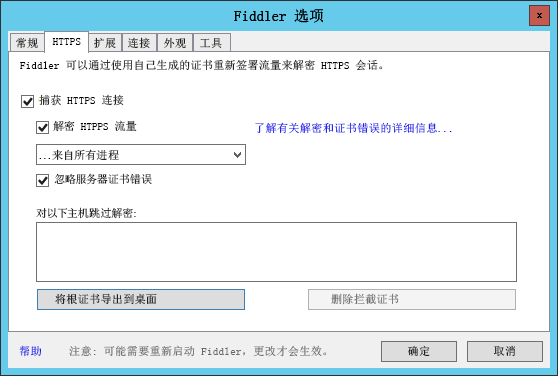 Fiddler 选项
x
常规 HTTPS 扩展 连接 外观 工具
Fiddler 可以通过使用自己生成的证书重新签署流量来解密 HTTPS 会话。
捕获 HTTPS 连接
解密 HTPPS 流量
了解有关解密和证书错误的详细信息...
...来自所有进程
忽略服务器证书错误
对以下主机跳过解密:
将根证书导出到桌面
删除拦截证书
帮助
注意: 可能需要重新启动 Fiddler，更改才会生效。
确定
取消